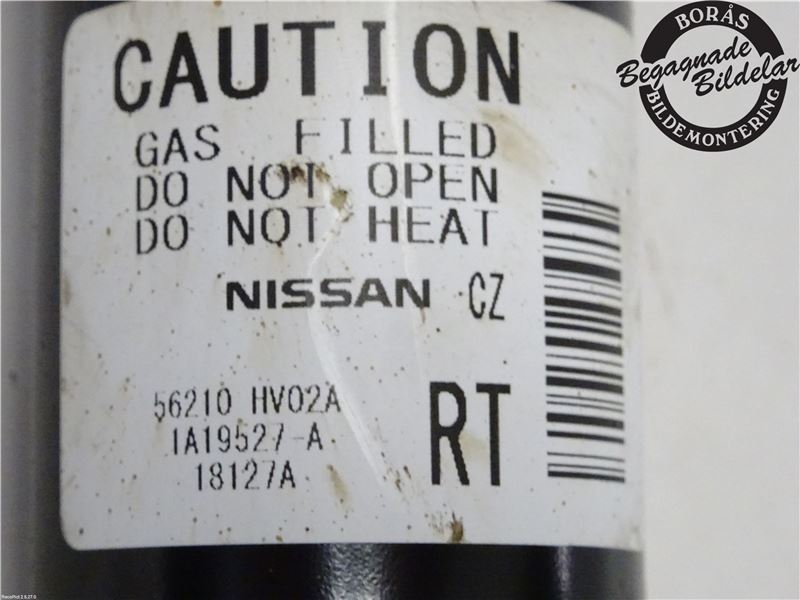 CAUTION
GAS FILLED
DO NOT OPEN
DO NOT HEAT
NISSAN CZ
56210 HV02A
1A19527-A
18127A
RT
BORÅS
Begagnade
Bildelar
BILDEMONTERING